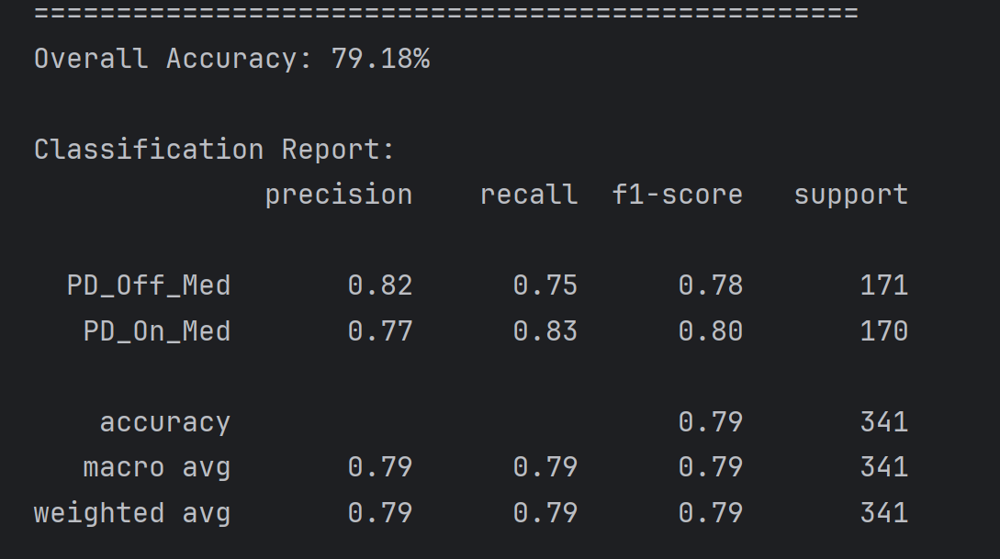 ==================================================
Overall Accuracy: 79.18%
Classification Report:
precision recall f1-score support
PD_Off_Med 0.82 0.75 0.78 171
PD_On_Med 0.77 0.83 0.80 170
accuracy 0.79 341
macro avg 0.79 0.79 0.79 341
weighted avg 0.79 0.79 0.79 341